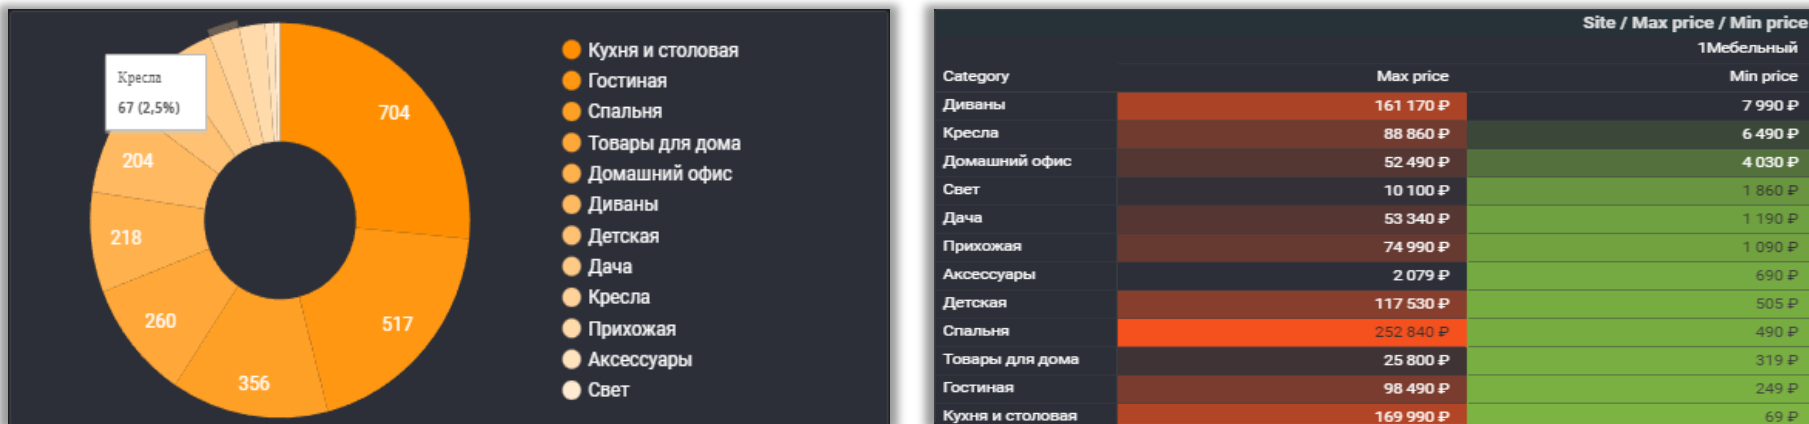 Кресла
67 (2,5%)
704
517
356
260
218
204
Кухня и столовая
Гостиная
Спальня
Товары для дома
Домашний офис
Диваны
Детская
Дача
Кресла
Прихожая
Аксессуары
Свет
Site / Max price / Min price
1Мебельный
Category Max price Min price
Диваны 161 170 ₽ 7 990 ₽
Кресла 88 860 ₽ 6 490 ₽
Домашний офис 52 490 ₽ 4 030 ₽
Свет 10 100 ₽ 1 860 ₽
Дача 53 340 ₽ 1 190 ₽
Прихожая 74 990 ₽ 1 090 ₽
Аксессуары 2 079 ₽ 690 ₽
Детская 117 530 ₽ 505 ₽
Спальня 252 840 ₽ 490 ₽
Товары для дома 25 800 ₽ 319 ₽
Гостиная 98 490 ₽ 249 ₽
Кухня и столовая 169 990 ₽ 69 ₽